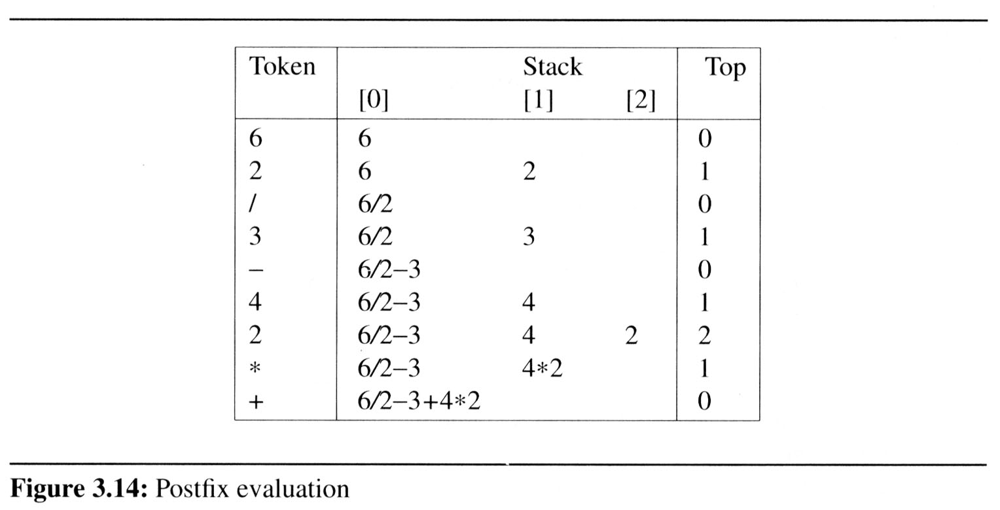 Token Stack Top
[0] [1] [2]
6 6 0
2 6 2 1
/ 6/2 0
3 6/2 3 1
– 6/2–3 0
4 6/2–3 4 1
2 6/2–3 4 2 2
* 6/2–3 4*2 1
+ 6/2–3+4*2 0
Figure 3.14: Postfix evaluation